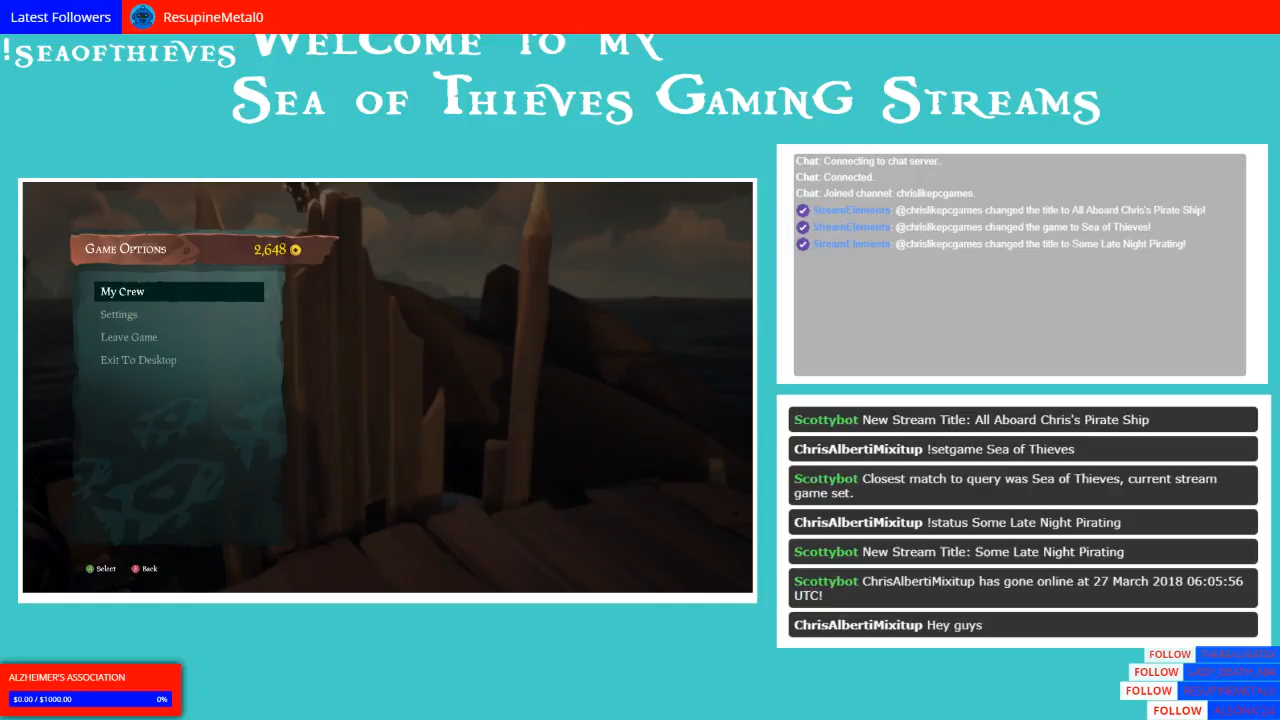 Latest Followers ResupineMetal0
!SEAOFTHIEVES
WELCOME TO MY
SEA OF THIEVES GAMING STREAMS
GAME OPTIONS 2,648
My Crew
Settings
Leave Game
Exit To Desktop
A Select B Back
Chat: Connecting to chat server..
Chat: Connected.
Chat: Joined channel: chrislikepcgames.
StreamElements: @chrislikepcgames changed the title to All Aboard Chris's Pirate Ship!
StreamElements: @chrislikepcgames changed the game to Sea of Thieves!
StreamElements: @chrislikepcgames changed the title to Some Late Night Pirating!
Scottybot New Stream Title: All Aboard Chris's Pirate Ship
ChrisAlbertiMixitup !setgame Sea of Thieves
Scottybot Closest match to query was Sea of Thieves, current stream
game set.
ChrisAlbertiMixitup !status Some Late Night Pirating
Scottybot New Stream Title: Some Late Night Pirating
Scottybot ChrisAlbertiMixitup has gone online at 27 March 2018 06:05:56
UTC!
ChrisAlbertiMixitup Hey guys
ALZHEIMER'S ASSOCIATION
$0.00 / $1000.00 0%
FOLLOW
FOLLOW
FOLLOW RESUPINEMETAL0
FOLLOW